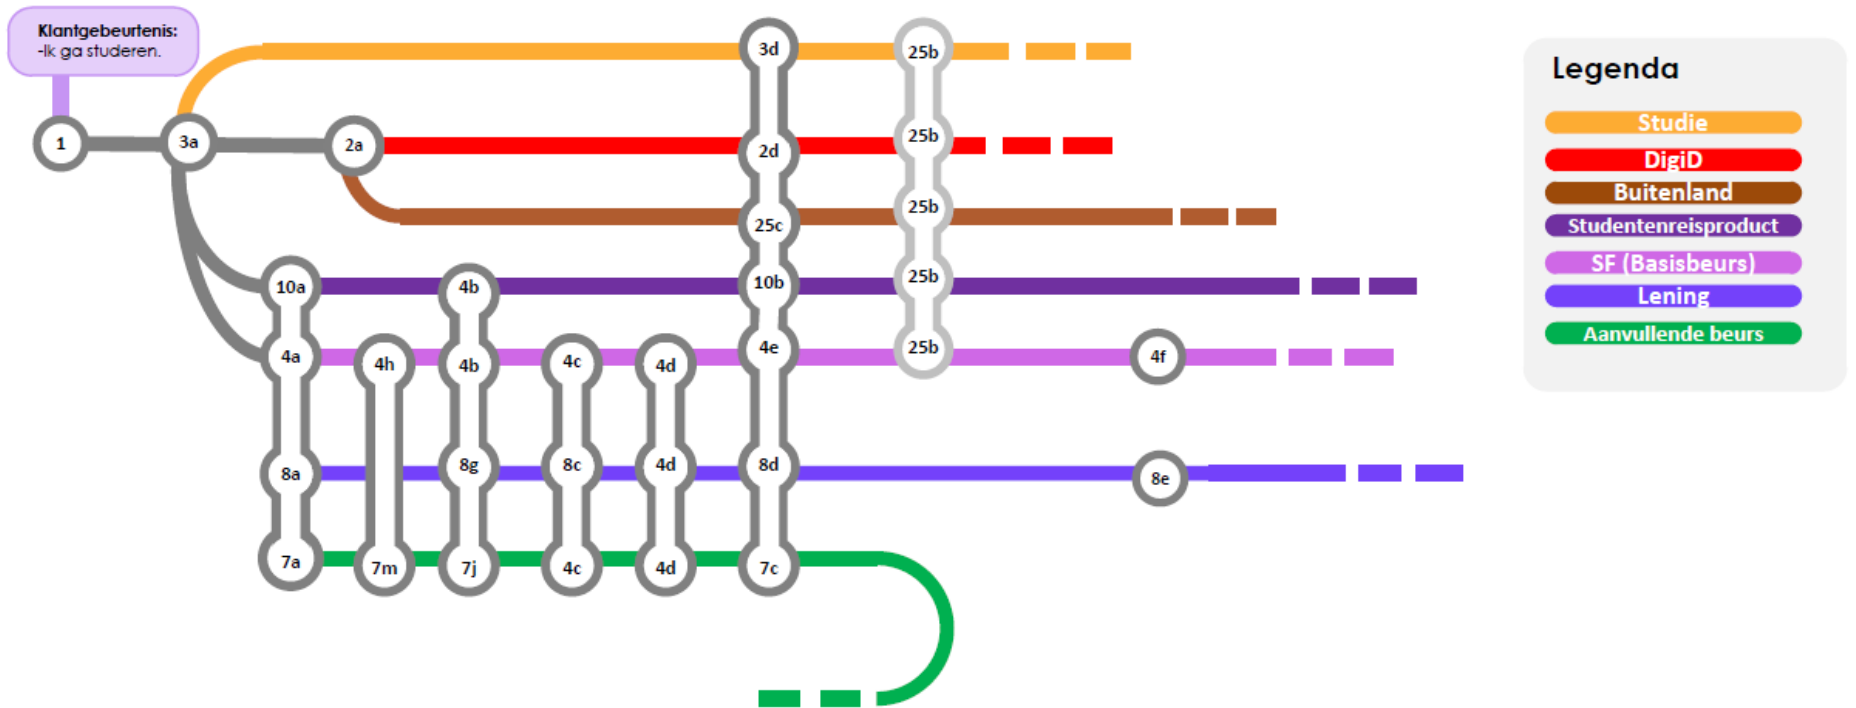 Klantgebeurtenis:
-Ik ga studeren.
3d
25b
1
3a
2a
2d
25b
25c
25b
10a
4b
10b
25b
4a
4h
4b
4c
4d
4e
25b
4f
8a
8g
8c
4d
8d
8e
7a
7m
7j
4c
4d
7c
Legenda
Studie
DigiD
Buitenland
Studentenreisproduct
SF (Basisbeurs)
Lening
Aanvullende beurs